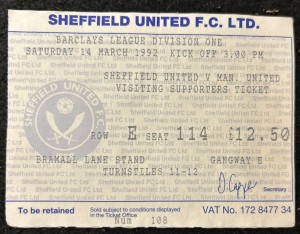 SHEFFIELD UNITED F.C. LTD.
BARCLAYS LEAGUE DIVISION ONE
SATURDAY 14 MARCH 1992 KICK OFF 3.00 PM
SHEFFIELD UNITED V MAN. UNITED
VISITING SUPPORTERS TICKET
ROW E SEAT 114 £12.50
BRAMALL LANE STAND GANGWAY E
TURNSTILES 11-12
To be retained
Sold subject to conditions displayed
in the Ticket Office
VAT No. 172 8477 34
Num 108